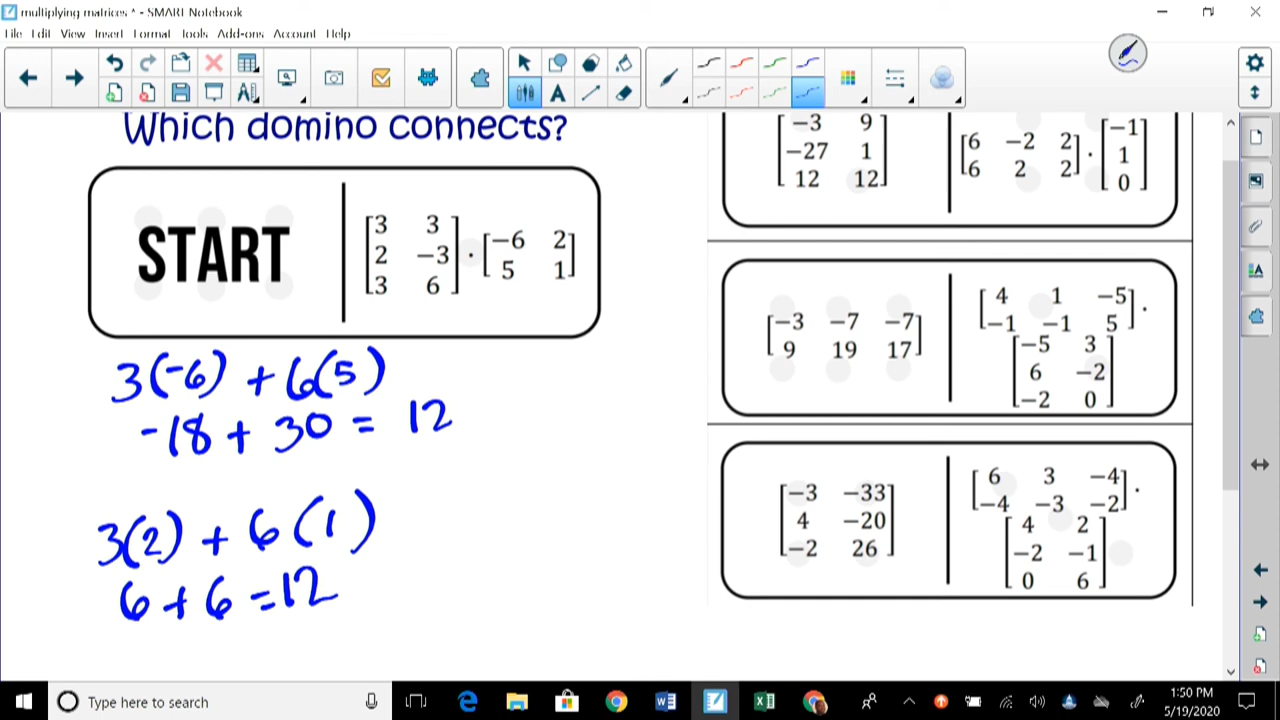 multiplying matrices * - SMART Notebook
File Edit View Insert Format Tools Add-ons Account Help
Which domino connects?
START
[3 3]
[2 −3]
[3 6]
·
[−6 2]
[5 1]
3(-6) + 6(5)
-18 + 30 = 12
3(2) + 6(1)
6 + 6 = 12
[−3 9]
[−27 1]
[12 12]
[6 −2 2]
[6 2 2]
·
[−1]
[1]
[0]
[−3 −7 −7]
[9 19 17]
[4 1 −5]
[−1 −1 5]
·
[−5 3]
[6 −2]
[−2 0]
[−3 −33]
[4 −20]
[−2 26]
[6 3 −4]
[−4 −3 −2]
·
[4 2]
[−2 −1]
[0 6]
Type here to search
1:50 PM
5/19/2020